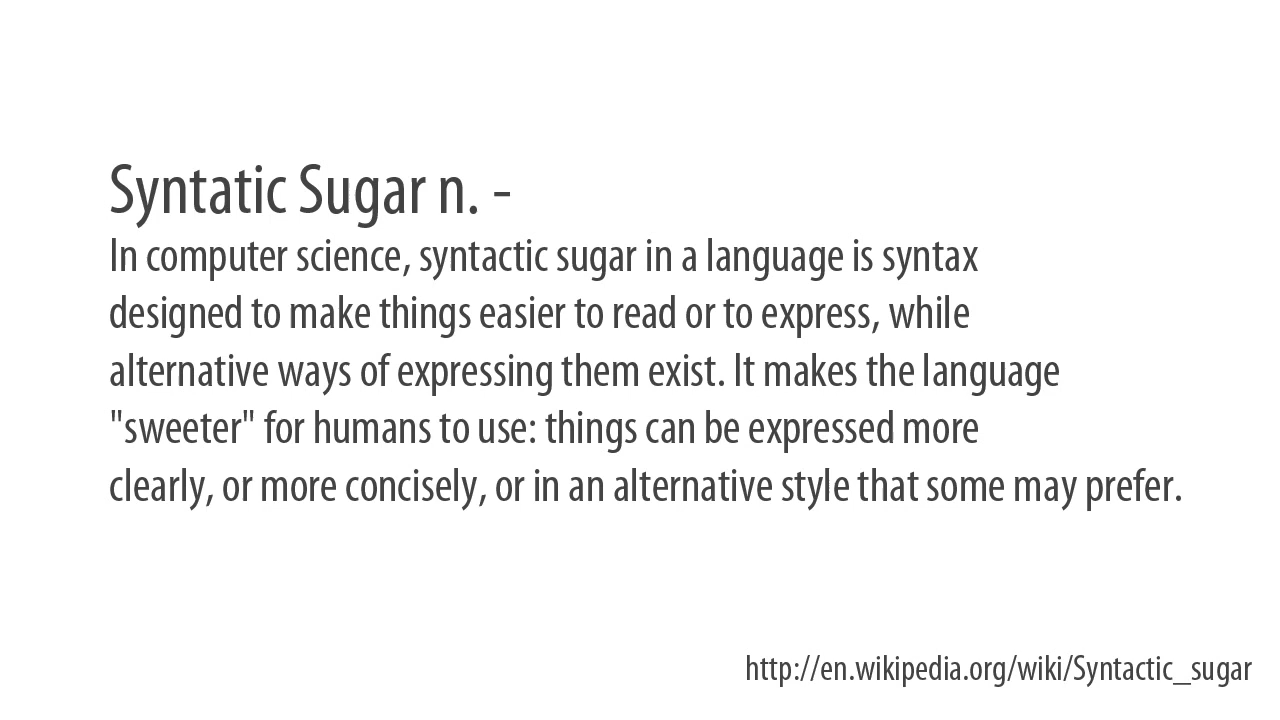 Syntatic Sugar n. -
In computer science, syntactic sugar in a language is syntax
designed to make things easier to read or to express, while
alternative ways of expressing them exist. It makes the language
"sweeter" for humans to use: things can be expressed more
clearly, or more concisely, or in an alternative style that some may prefer.
http://en.wikipedia.org/wiki/Syntactic_sugar